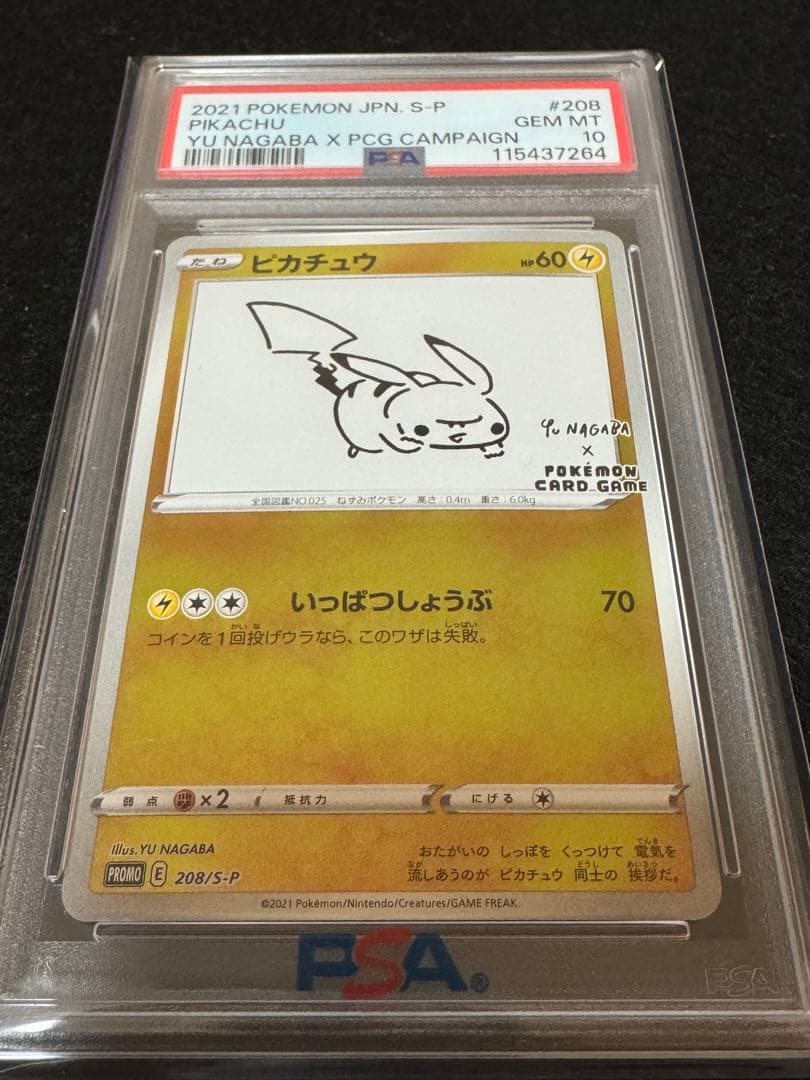 2021 POKEMON JPN. S-P #208
PIKACHU GEM MT
YU NAGABA X PCG CAMPAIGN 10
PSA 115437264
たね ピカチュウ HP60
YU NAGABA
×
POKÉMON
CARD GAME
全国図鑑NO.025 ねずみポケモン 高さ:0.4m 重さ:6.0kg
いっぱつしょうぶ 70
コインを1回投げウラなら、このワザは失敗。
弱点 ×2 抵抗力 にげる
Illus.YU NAGABA
おたがいの しっぽを くっつけて 電気を
流しあうのが ピカチュウ 同士の 挨拶だ。
PROMO E 208/S-P
©2021 Pokémon/Nintendo/Creatures/GAME FREAK.
PSA®
PSA